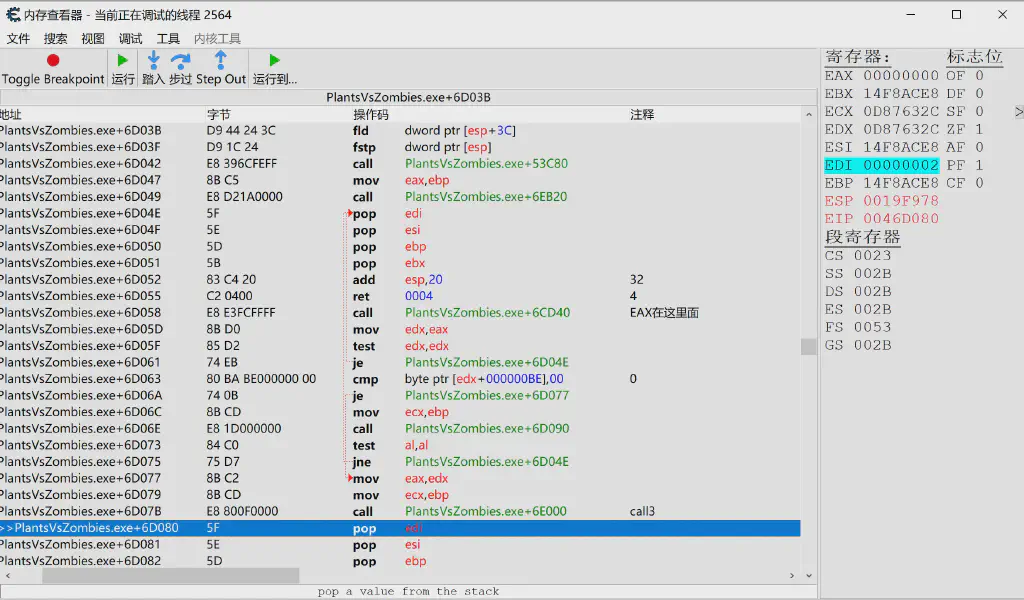 内存查看器 - 当前正在调试的线程 2564
文件 搜索 视图 调试 工具 内核工具
Toggle Breakpoint 运行 踏入 步过 Step Out 运行到...
PlantsVsZombies.exe+6D03B
地址 字节 操作码 注释
PlantsVsZombies.exe+6D03B D9 44 24 3C fld dword ptr [esp+3C]
PlantsVsZombies.exe+6D03F D9 1C 24 fstp dword ptr [esp]
PlantsVsZombies.exe+6D042 E8 396CFEFF call PlantsVsZombies.exe+53C80
PlantsVsZombies.exe+6D047 8B C5 mov eax,ebp
PlantsVsZombies.exe+6D049 E8 D21A0000 call PlantsVsZombies.exe+6EB20
PlantsVsZombies.exe+6D04E 5F pop edi
PlantsVsZombies.exe+6D04F 5E pop esi
PlantsVsZombies.exe+6D050 5D pop ebp
PlantsVsZombies.exe+6D051 5B pop ebx
PlantsVsZombies.exe+6D052 83 C4 20 add esp,20 32
PlantsVsZombies.exe+6D055 C2 0400 ret 0004 4
PlantsVsZombies.exe+6D058 E8 E3FCFFFF call PlantsVsZombies.exe+6CD40 EAX在这里面
PlantsVsZombies.exe+6D05D 8B D0 mov edx,eax
PlantsVsZombies.exe+6D05F 85 D2 test edx,edx
PlantsVsZombies.exe+6D061 74 EB je PlantsVsZombies.exe+6D04E
PlantsVsZombies.exe+6D063 80 BA BE000000 00 cmp byte ptr [edx+000000BE],00 0
PlantsVsZombies.exe+6D06A 74 0B je PlantsVsZombies.exe+6D077
PlantsVsZombies.exe+6D06C 8B CD mov ecx,ebp
PlantsVsZombies.exe+6D06E E8 1D000000 call PlantsVsZombies.exe+6D090
PlantsVsZombies.exe+6D073 84 C0 test al,al
PlantsVsZombies.exe+6D075 75 D7 jne PlantsVsZombies.exe+6D04E
PlantsVsZombies.exe+6D077 8B C2 mov eax,edx
PlantsVsZombies.exe+6D079 8B CD mov ecx,ebp
PlantsVsZombies.exe+6D07B E8 800F0000 call PlantsVsZombies.exe+6E000 call3
>>PlantsVsZombies.exe+6D080 5F pop edi
PlantsVsZombies.exe+6D081 5E pop esi
PlantsVsZombies.exe+6D082 5D pop ebp
pop a value from the stack
寄存器: 标志位
EAX 00000000 OF 0
EBX 14F8ACE8 DF 0
ECX 0D87632C SF 0
EDX 0D87632C ZF 1
ESI 14F8ACE8 AF 0
EDI 00000002 PF 1
EBP 14F8ACE8 CF 0
ESP 0019F978
EIP 0046D080
段寄存器
CS 0023
SS 002B
DS 002B
ES 002B
FS 0053
GS 002B